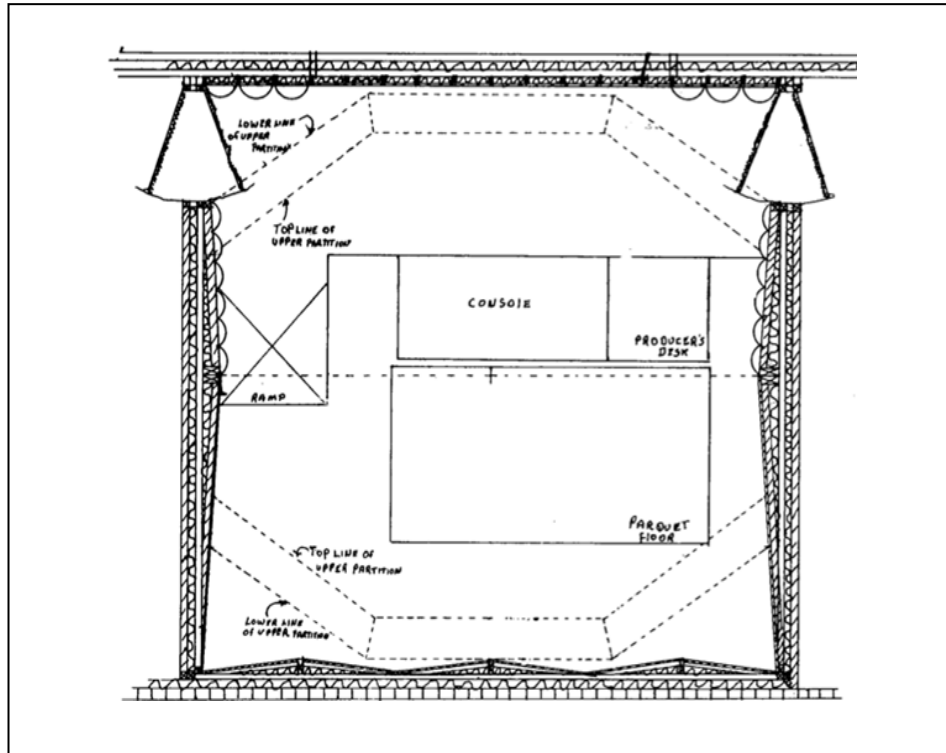 LOWER LINE
OF UPPER
PARTITION
TOP LINE OF
UPPER PARTITION
CONSOLE
PRODUCER'S
DESK
RAMP
PARQUET
FLOOR
TOP LINE OF
UPPER PARTITION
LOWER LINE
OF UPPER PARTITION